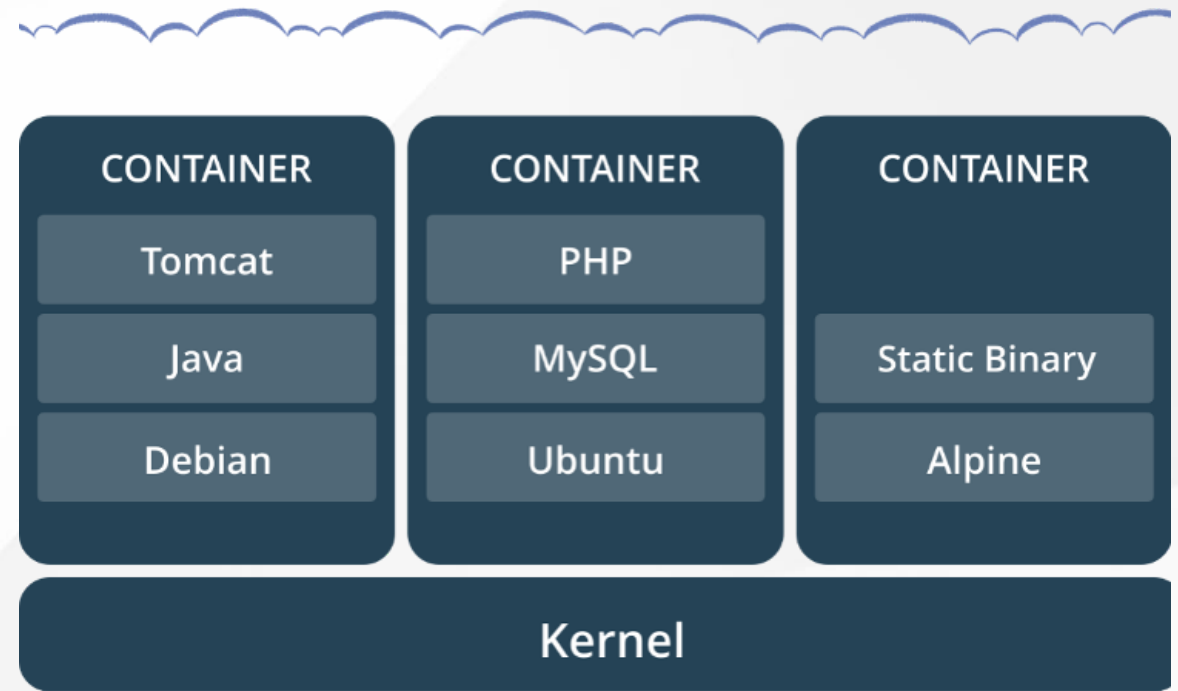 CONTAINER
Tomcat
Java
Debian
CONTAINER
PHP
MySQL
Ubuntu
CONTAINER
Static Binary
Alpine
Kernel